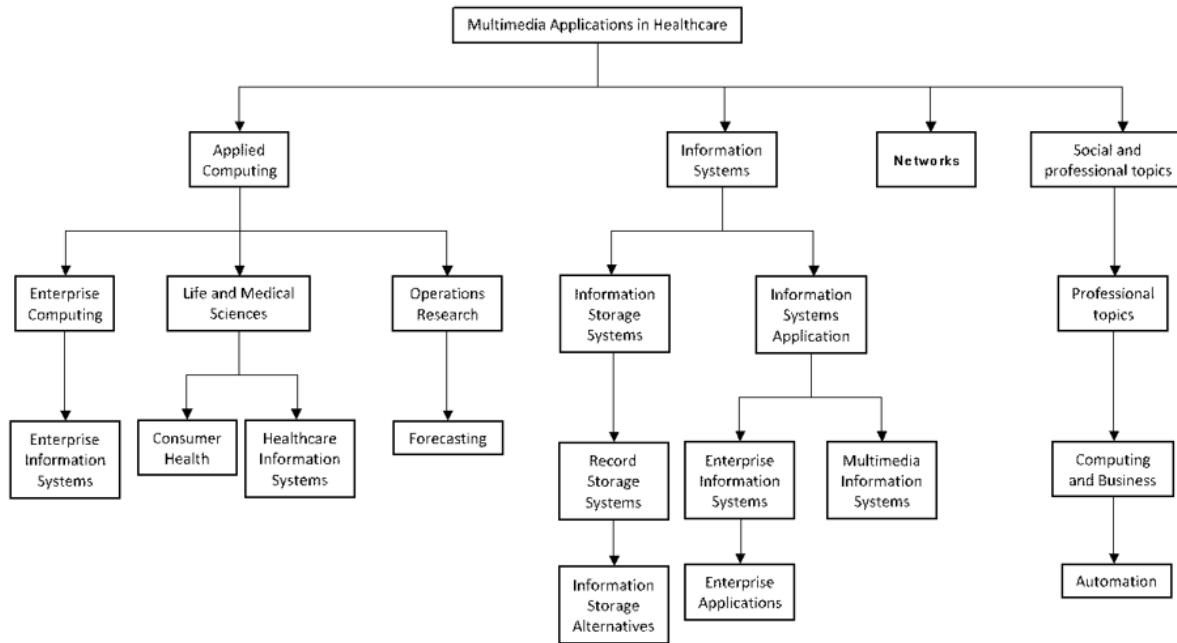 Multimedia Applications in Healthcare
Applied
Computing
Information
Systems
Networks
Social and
professional topics
Enterprise
Computing
Life and Medical
Sciences
Operations
Research
Information
Storage
Systems
Information
Systems
Application
Professional
topics
Enterprise
Information
Systems
Consumer
Health
Healthcare
Information
Systems
Forecasting
Record
Storage
Systems
Enterprise
Information
Systems
Multimedia
Information
Systems
Computing
and Business
Information
Storage
Alternatives
Enterprise
Applications
Automation